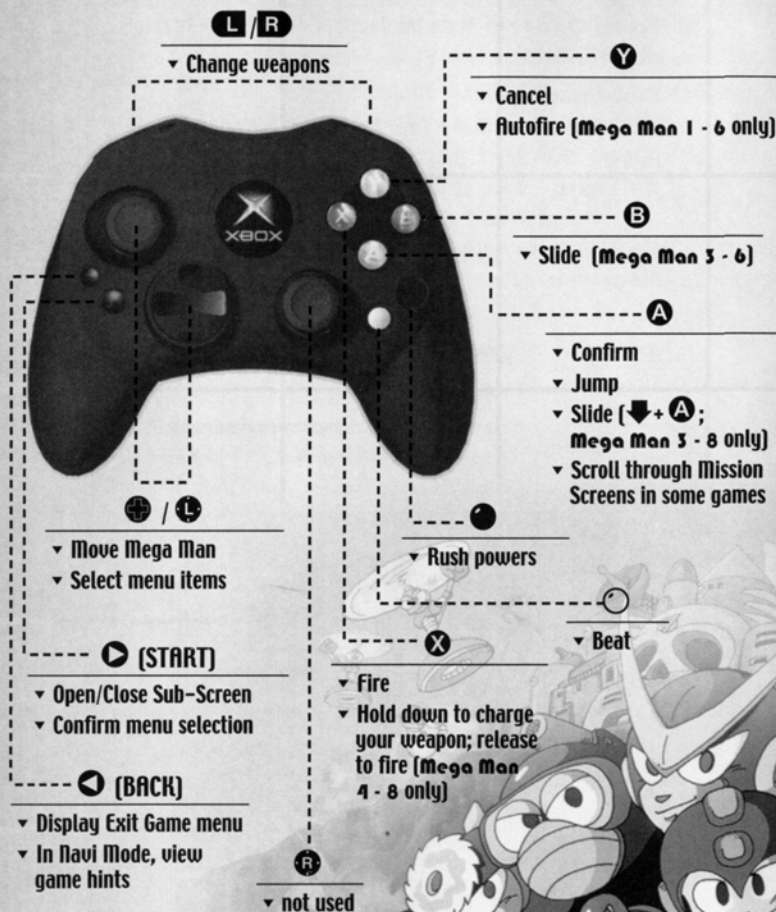 L / R
▾ Change weapons
Y
▾ Cancel
▾ Autofire (Mega Man 1 - 6 only)
XBOX
Y
X
B
A
B
▾ Slide (Mega Man 3 - 6)
A
▾ Confirm
▾ Jump
▾ Slide (🡇 + A ;
Mega Man 3 - 8 only)
▾ Scroll through Mission
Screens in some games
/ L
▾ Move Mega Man
▾ Select menu items
▾ Rush powers
▾ Beat
(START)
▾ Open/Close Sub-Screen
▾ Confirm menu selection
X
▾ Fire
▾ Hold down to charge
your weapon; release
to fire (Mega Man
4 - 8 only)
(BACK)
▾ Display Exit Game menu
▾ In Navi Mode, view
game hints
R
▾ not used